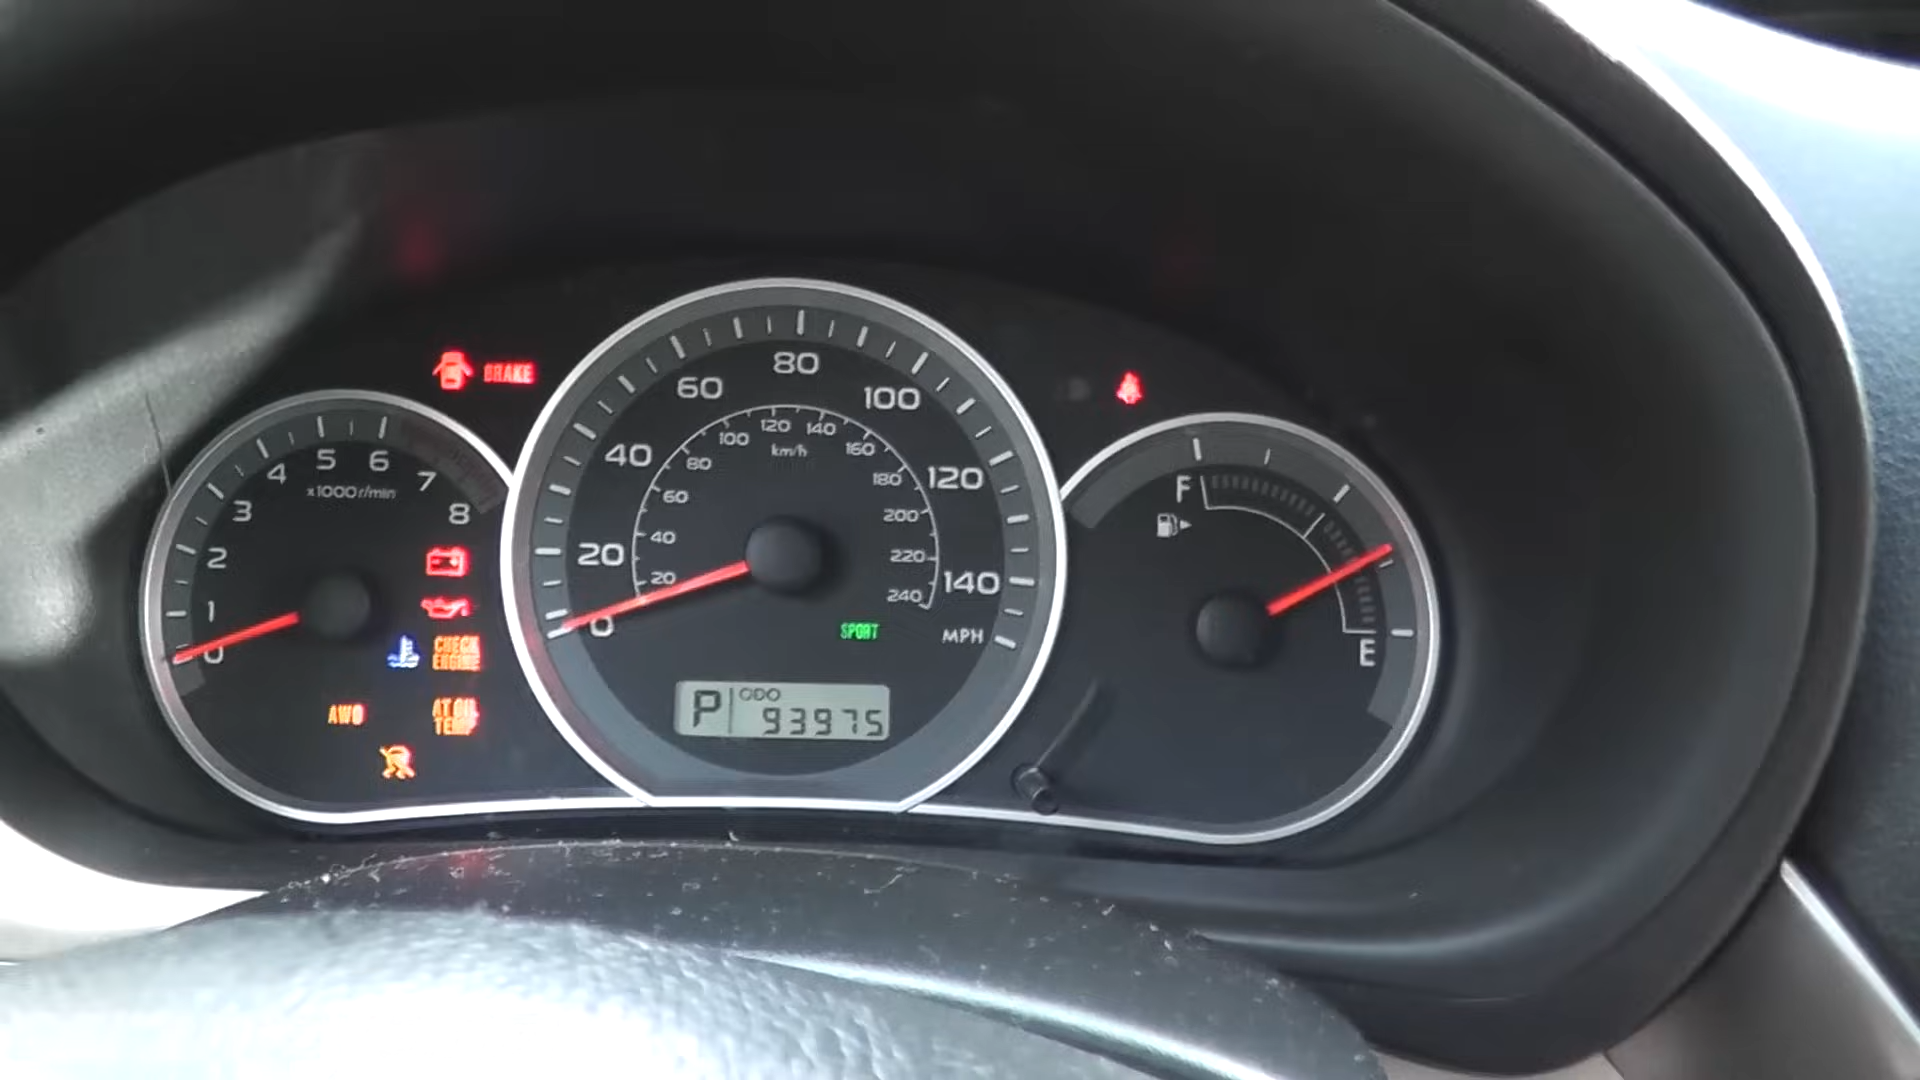 BRAKE
0
1
2
3
4
5
6
7
8
x1000 r/min
CHECK
ENGINE
AWD
AT OIL
TEMP
0
20
40
60
80
100
120
140
MPH
20
40
60
80
100
120
140
160
180
200
220
240
km/h
SPORT
P
ODO
93975
F
E